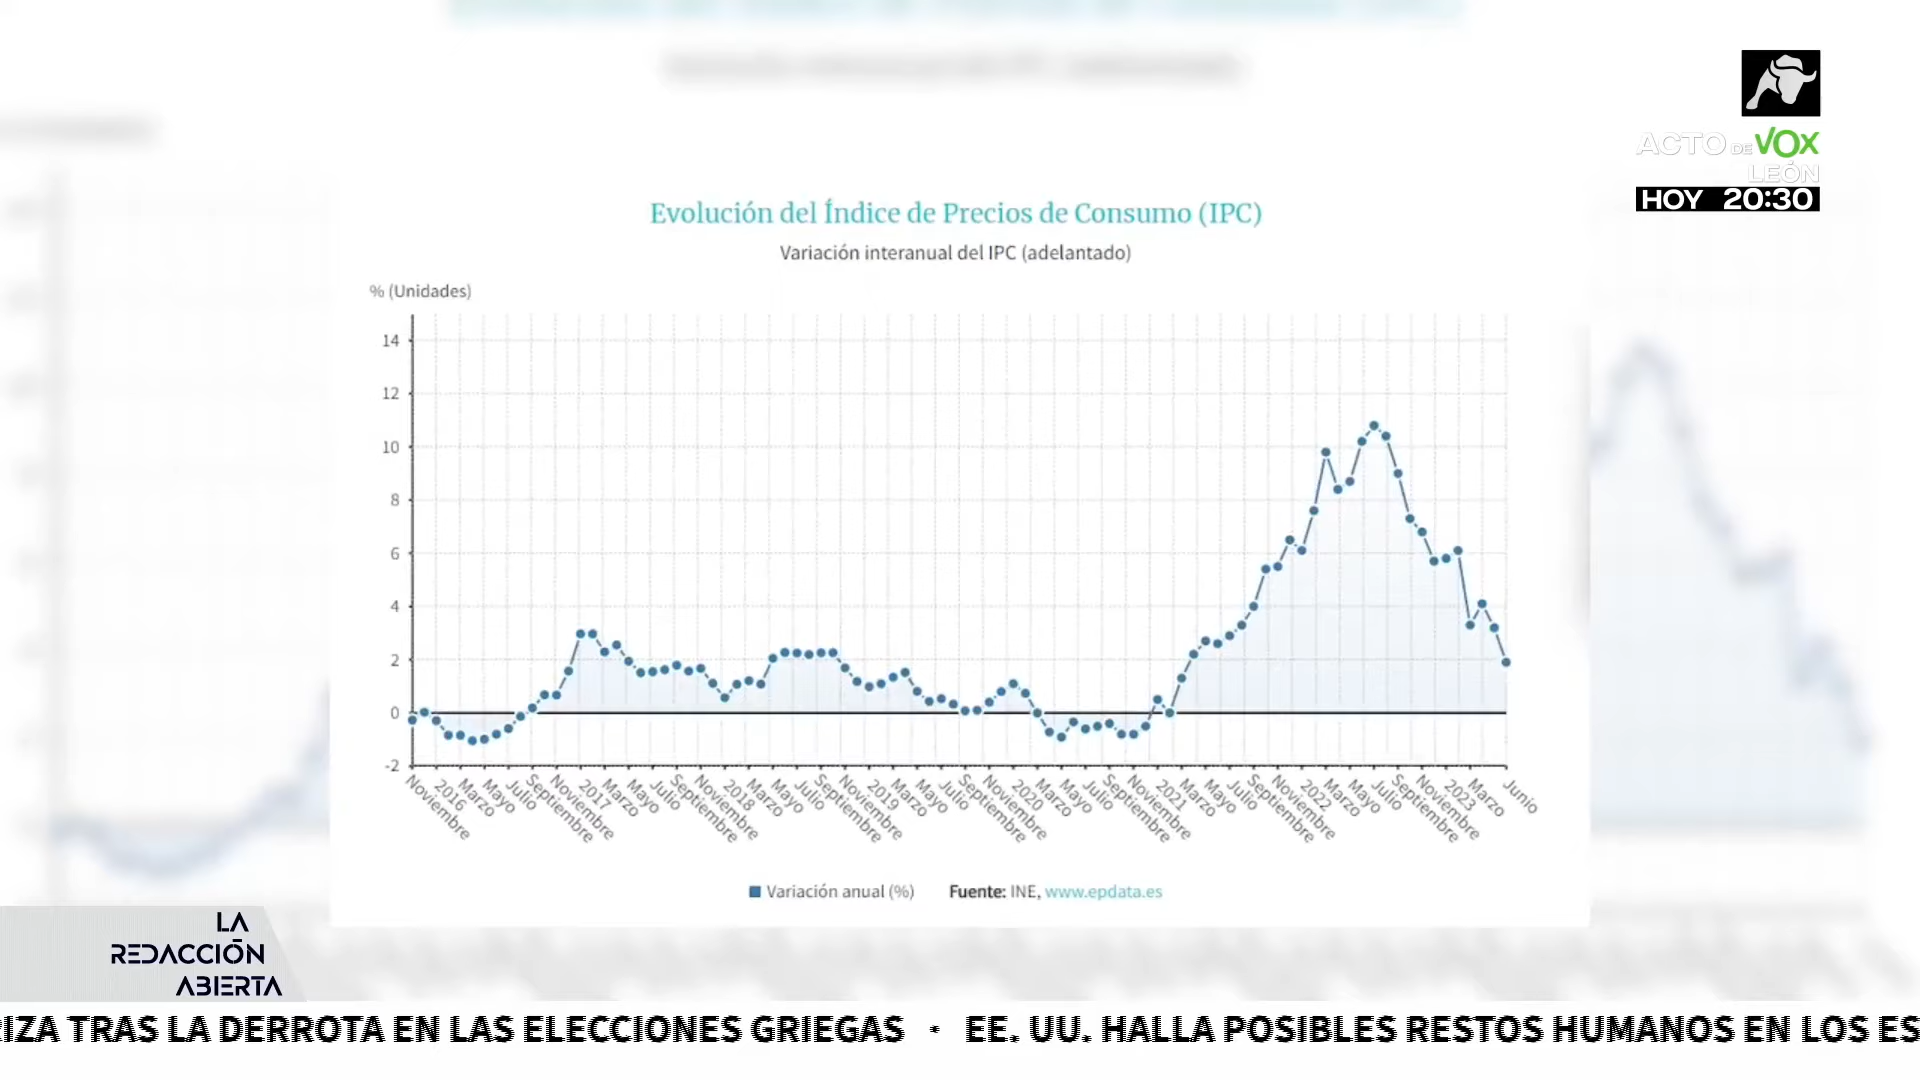 ACTO DE VOX
LEÓN
HOY 20:30
Evolución del Índice de Precios de Consumo (IPC)
Variación interanual del IPC (adelantado)
% (Unidades)
14
12
10
8
6
4
2
0
-2
Noviembre
2016
Marzo
Mayo
Julio
Septiembre
Noviembre
2017
Marzo
Mayo
Julio
Septiembre
Noviembre
2018
Marzo
Mayo
Julio
Septiembre
Noviembre
2019
Marzo
Mayo
Julio
Septiembre
Noviembre
2020
Marzo
Mayo
Julio
Septiembre
Noviembre
2021
Marzo
Mayo
Julio
Septiembre
Noviembre
2022
Marzo
Mayo
Julio
Septiembre
Noviembre
2023
Marzo
Junio
Variación anual (%) Fuente: INE, www.epdata.es
LA
REDACCIÓN
ABIERTA
RIZA TRAS LA DERROTA EN LAS ELECCIONES GRIEGAS · EE. UU. HALLA POSIBLES RESTOS HUMANOS EN LOS ES